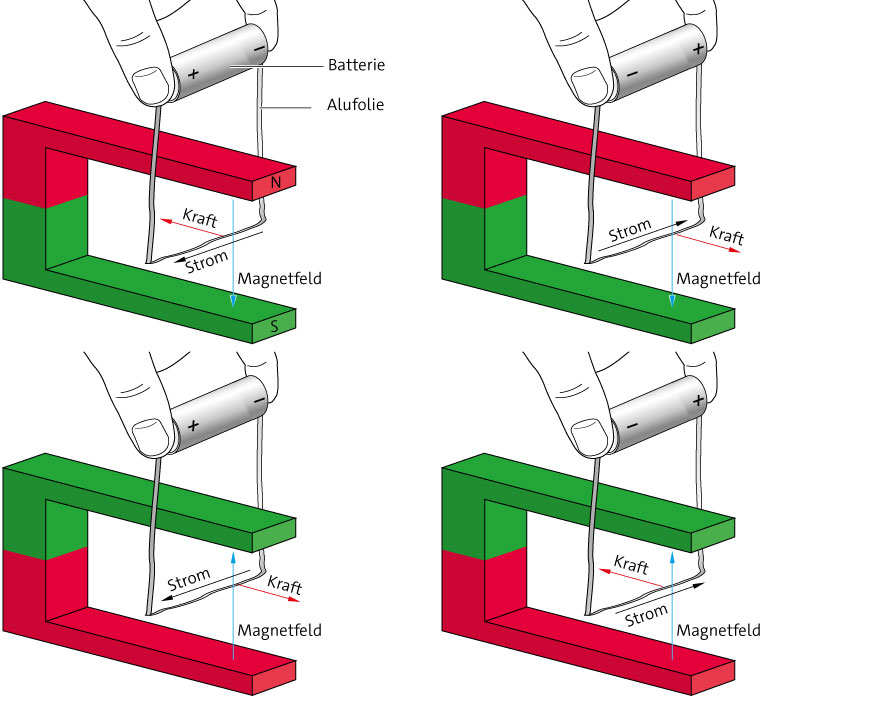 + −
Batterie
Alufolie
N
Kraft
Strom
Magnetfeld
S
− +
Strom
Kraft
Magnetfeld
+ −
Strom
Kraft
Magnetfeld
− +
Kraft
Strom
Magnetfeld